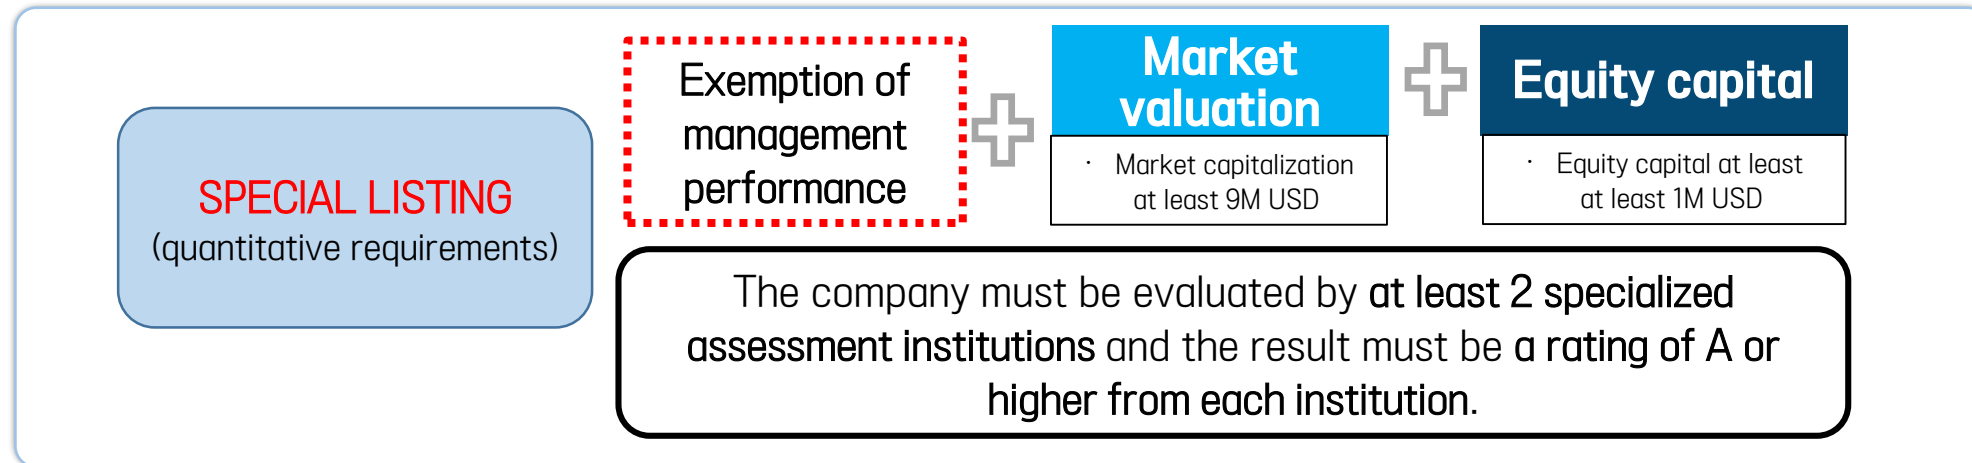 SPECIAL LISTING
(quantitative requirements)
Exemption of
management
performance
Market
valuation
· Market capitalization
at least 9M USD
Equity capital
· Equity capital at least
at least 1M USD
The company must be evaluated by at least 2 specialized
assessment institutions and the result must be a rating of A or
higher from each institution.